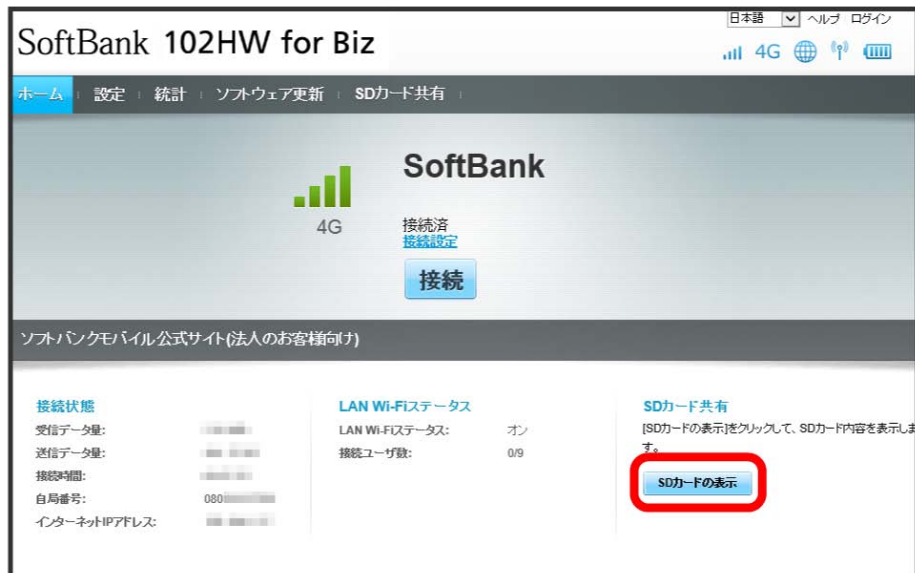 日本語 ヘルプ ログイン
SoftBank 102HW for Biz
4G
ホーム 設定 統計 ソフトウェア更新 SDカード共有
SoftBank
4G
接続済
接続設定
接続
ソフトバンクモバイル公式サイト(法人のお客様向け)
接続状態
受信データ量:
送信データ量:
接続時間:
自局番号: 080
インターネットIPアドレス:
LAN Wi-Fiステータス
LAN Wi-Fiステータス: オン
接続ユーザ数: 0/9
SDカード共有
[SDカードの表示]をクリックして、SDカード内容を表示しま
す。
SDカードの表示